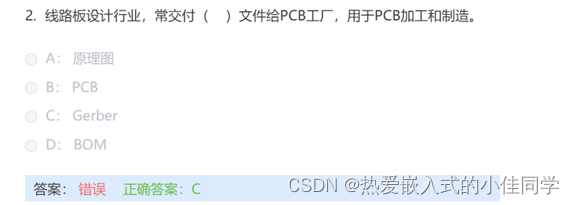 2. 线路板设计行业，常交付（　）文件给PCB工厂，用于PCB加工和制造。
A： 原理图
B： PCB
C： Gerber
D： BOM
答案： 错误 正确答案：C
CSDN @热爱嵌入式的小佳同学